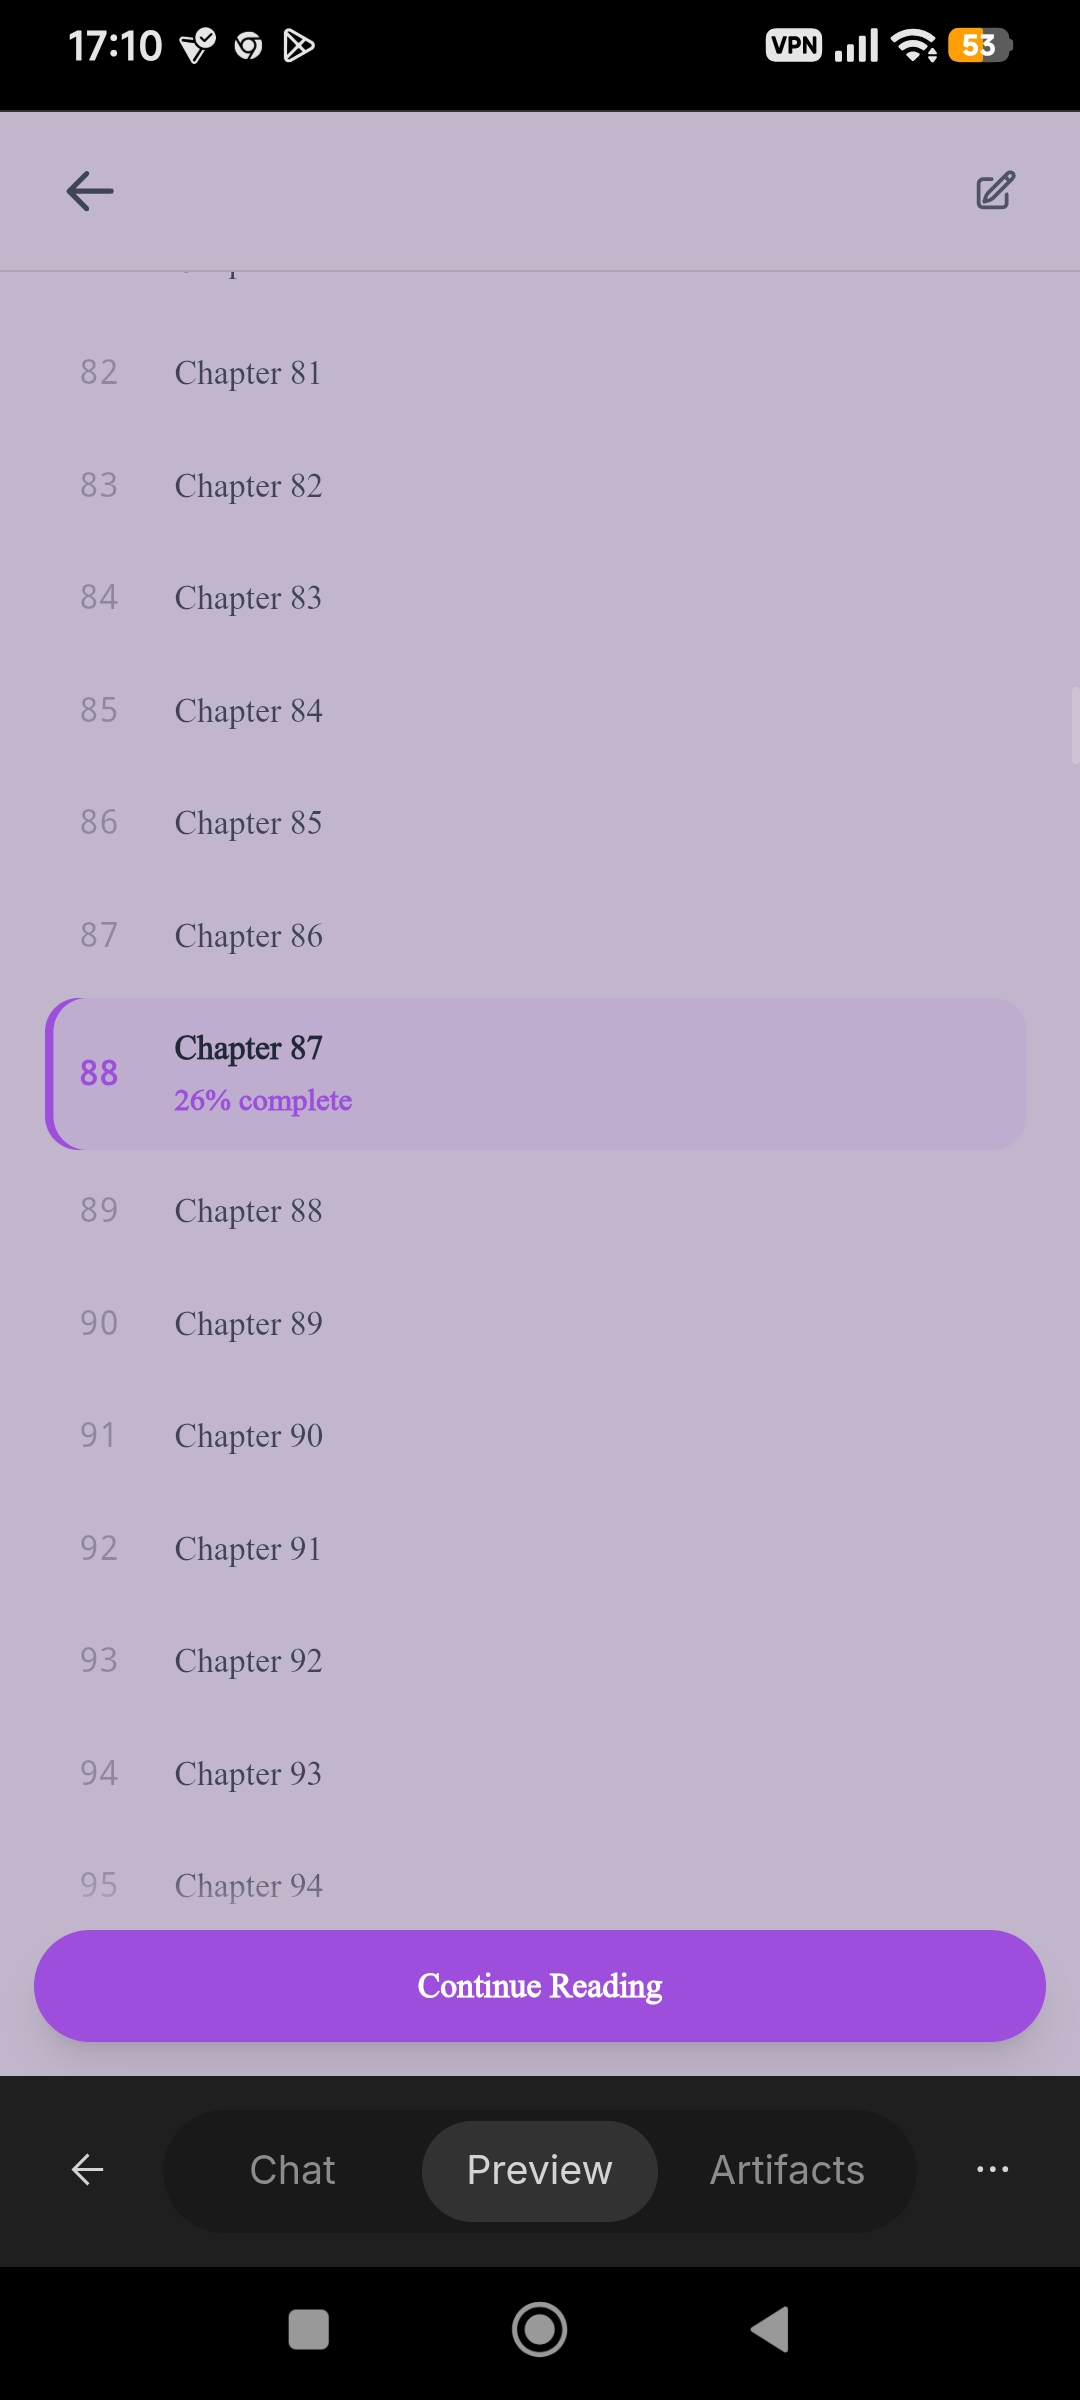 17:10
VPN
53
82 Chapter 81
83 Chapter 82
84 Chapter 83
85 Chapter 84
86 Chapter 85
87 Chapter 86
88 Chapter 87
26% complete
89 Chapter 88
90 Chapter 89
91 Chapter 90
92 Chapter 91
93 Chapter 92
94 Chapter 93
95 Chapter 94
Continue Reading
Chat Preview Artifacts